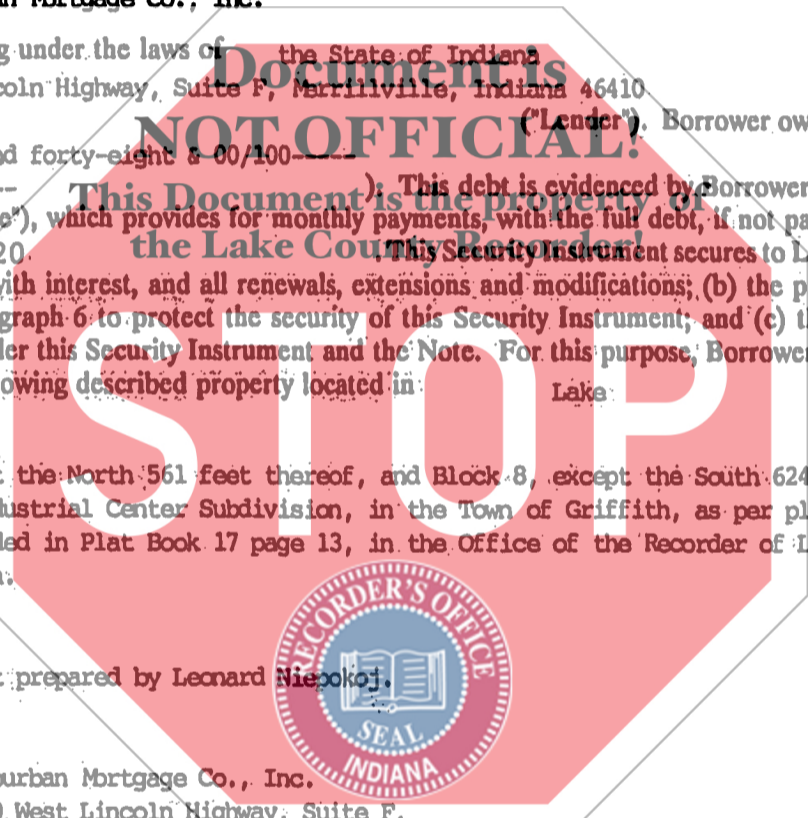 an Mortgage Co., Inc.
g under the laws of the State of Indiana
coln Highway, Suite F, Merrillville, Indiana 46410
Document is
("Lender"). Borrower ow
NOT OFFICIAL!
d forty-eight & 00/100-----
-- ). This debt is evidenced by Borrower
This Document is the property of
e"), which provides for monthly payments, with the full debt, if not pa
20. .This Security Instrument secures to L
the Lake County Recorder!
ith interest, and all renewals, extensions and modifications; (b) the p
graph 6 to protect the security of this Security Instrument; and (c) t
der this Security Instrument and the Note. For this purpose, Borrower
owing described property located in Lake
STOP
t the North 561 feet thereof, and Block 8, except the South 624
dustrial Center Subdivision, in the Town of Griffith, as per pl
ded in Plat Book 17 page 13, in the Office of the Recorder of L
RECORDER'S OFFICE
t prepared by Leonard Niepokoj.
SEAL
INDIANA
urban Mortgage Co., Inc.
0 West Lincoln Highway, Suite F.